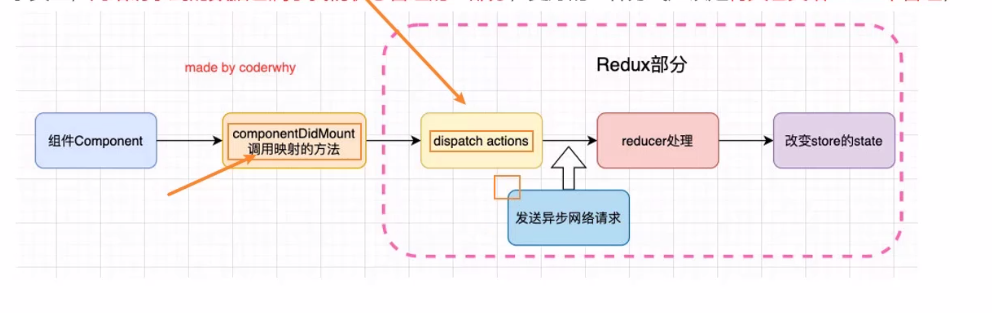 Redux部分
made by coderwhy
组件Component
componentDidMount
调用映射的方法
dispatch actions
reducer处理
改变store的state
发送异步网络请求